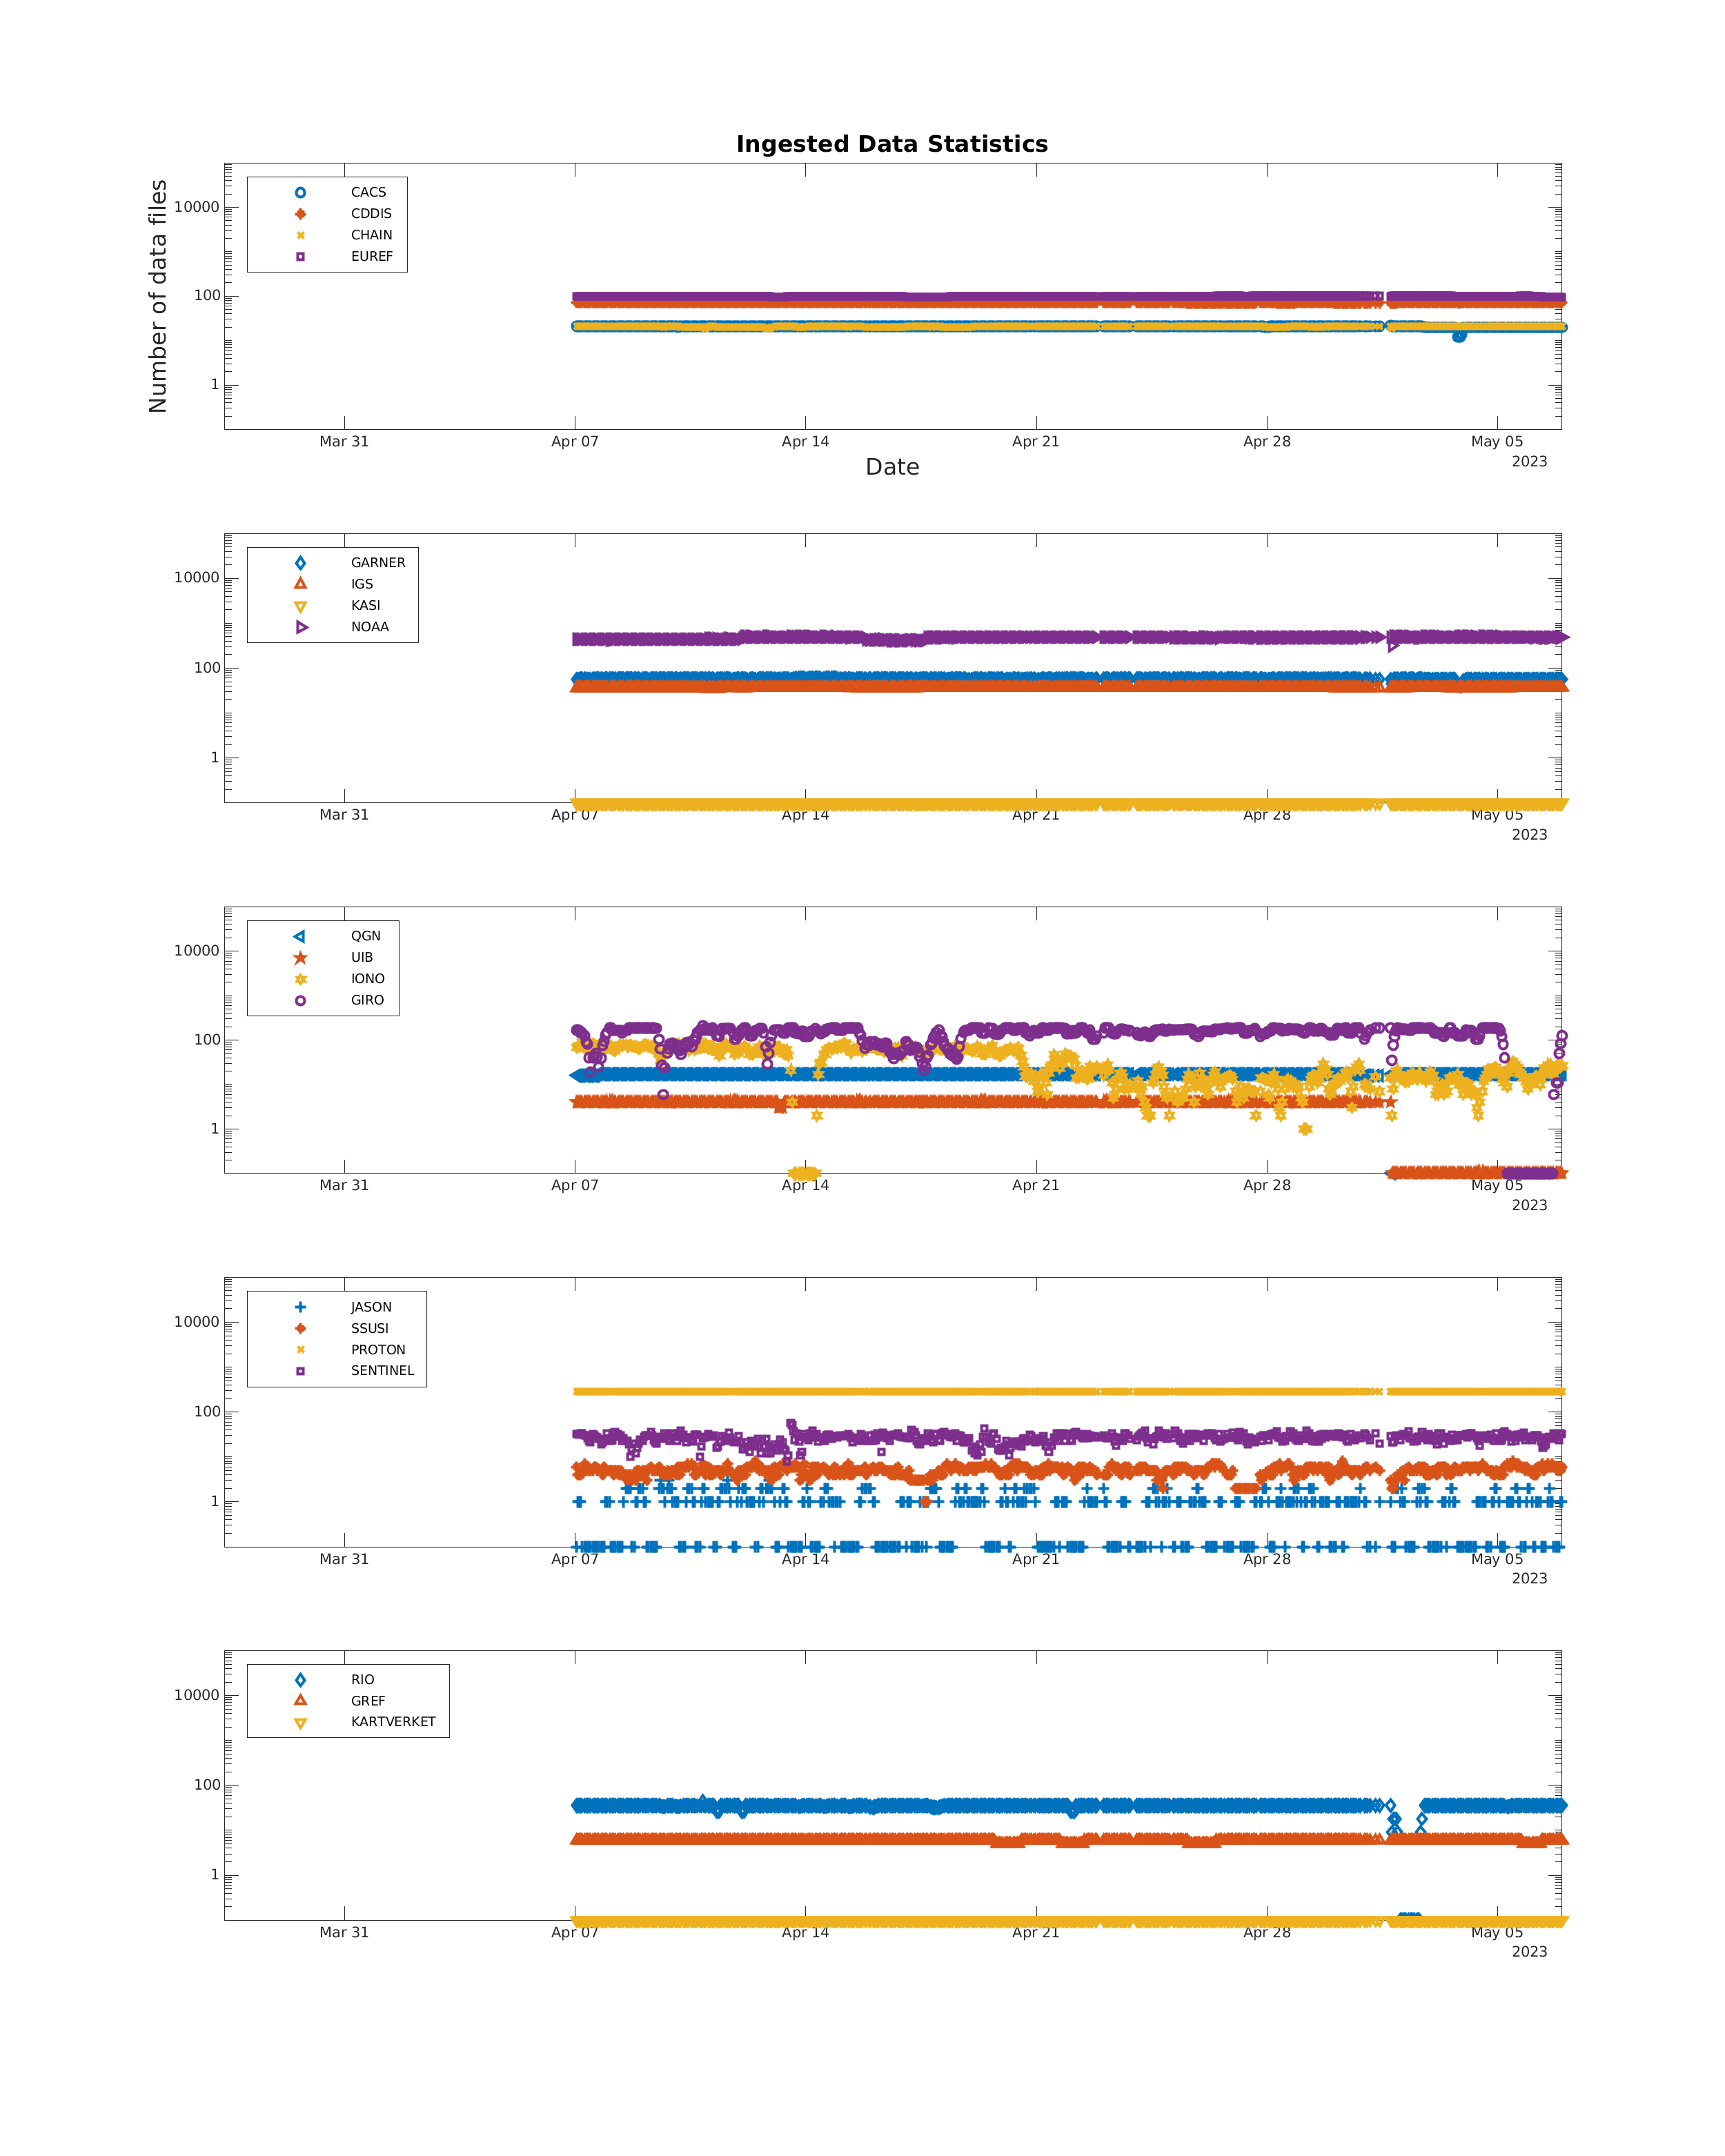 Ingested Data Statistics
Number of data files
10000
100
1
CACS
CDDIS
CHAIN
EUREF
Mar 31 Apr 07 Apr 14 Apr 21 Apr 28 May 05
2023
Date
10000
100
1
GARNER
IGS
KASI
NOAA
Mar 31 Apr 07 Apr 14 Apr 21 Apr 28 May 05
2023
10000
100
1
QGN
UIB
IONO
GIRO
Mar 31 Apr 07 Apr 14 Apr 21 Apr 28 May 05
2023
10000
100
1
JASON
SSUSI
PROTON
SENTINEL
Mar 31 Apr 07 Apr 14 Apr 21 Apr 28 May 05
2023
10000
100
1
RIO
GREF
KARTVERKET
Mar 31 Apr 07 Apr 14 Apr 21 Apr 28 May 05
2023